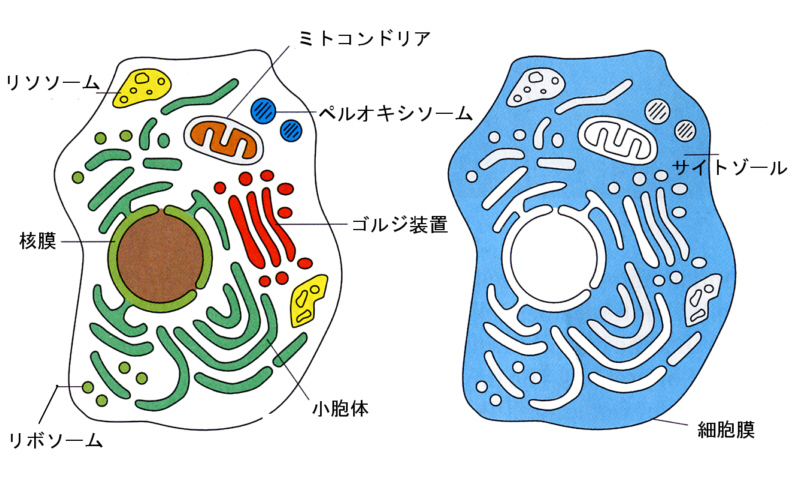 ミトコンドリア
リソソーム
ペルオキシソーム
サイトゾール
核膜
ゴルジ装置
小胞体
リボソーム
細胞膜